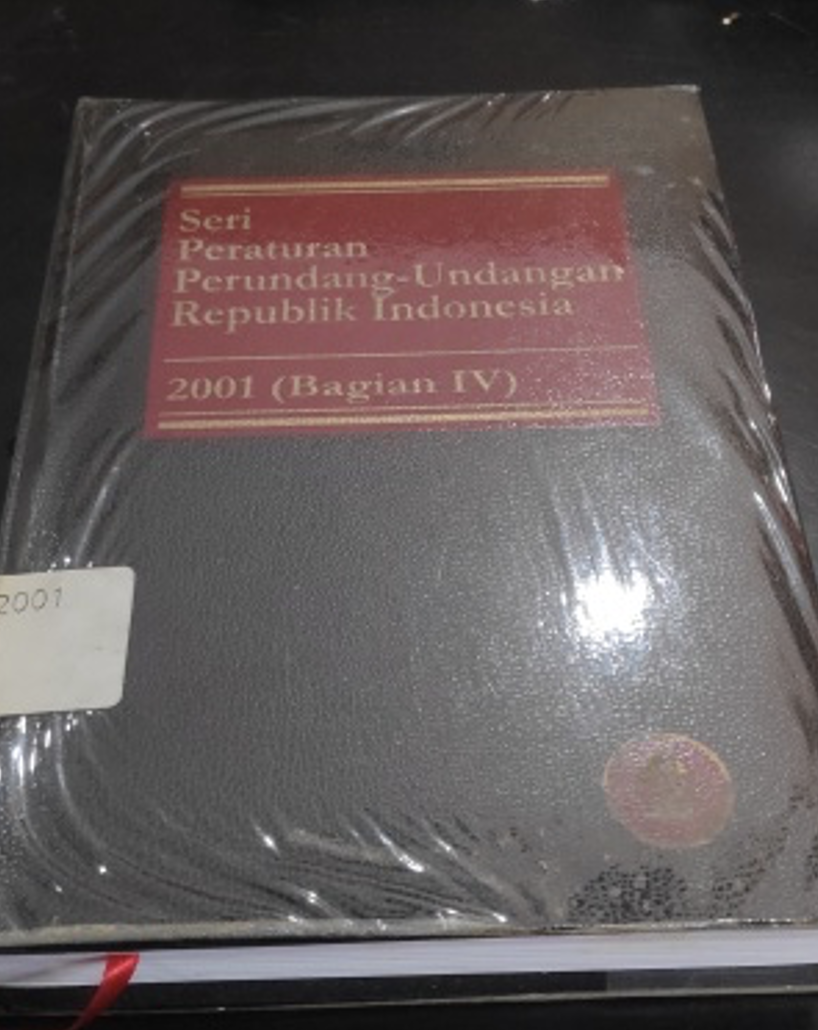 Seri
Peraturan
Perundang-Undangan
Republik Indonesia
2001 (Bagian IV)
2001